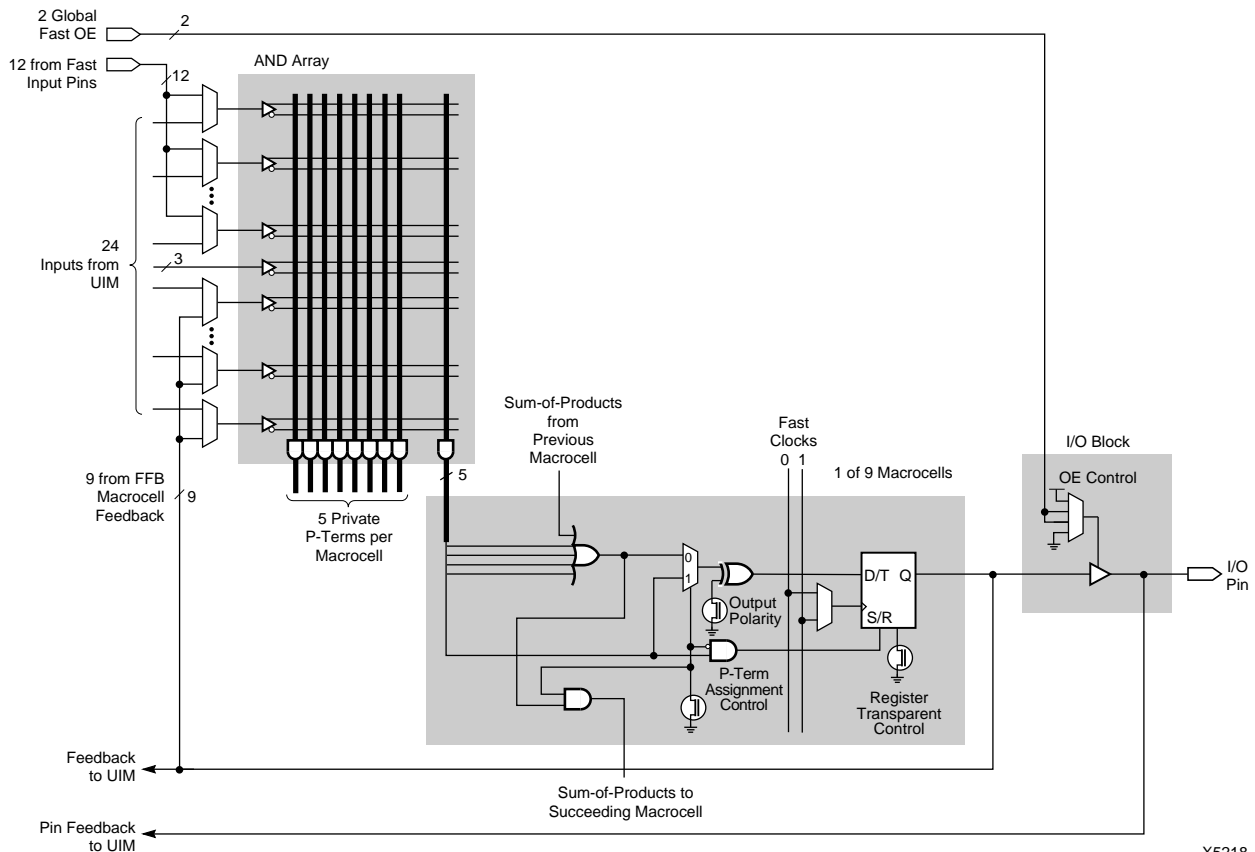 2 Global
Fast OE
2
12 from Fast
Input Pins
12
AND Array
24
Inputs from
UIM
3
9 from FFB
Macrocell
Feedback
9
5 Private
P-Terms per
Macrocell
5
Sum-of-Products
from
Previous
Macrocell
Fast
Clocks
0 1
1 of 9 Macrocells
I/O Block
OE Control
0
1
Output
Polarity
D/T Q
S/R
I/O
Pin
P-Term
Assignment
Control
Register
Transparent
Control
Feedback
to UIM
Sum-of-Products to
Succeeding Macrocell
Pin Feedback
to UIM